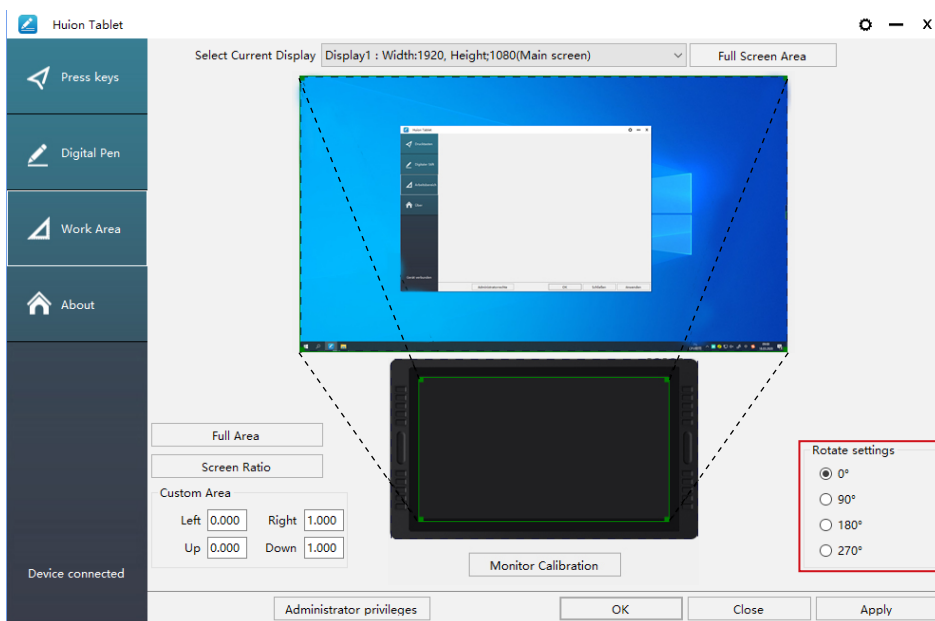 Huion Tablet
Select Current Display Display1 : Width:1920, Height;1080(Main screen) Full Screen Area
Press keys
Digital Pen
Work Area
About
Device connected
Huion Tablet
Full Area
Screen Ratio
Custom Area
Left 0.000 Right 1.000
Up 0.000 Down 1.000
Monitor Calibration
Rotate settings
0°
90°
180°
270°
Administrator privileges OK Close Apply